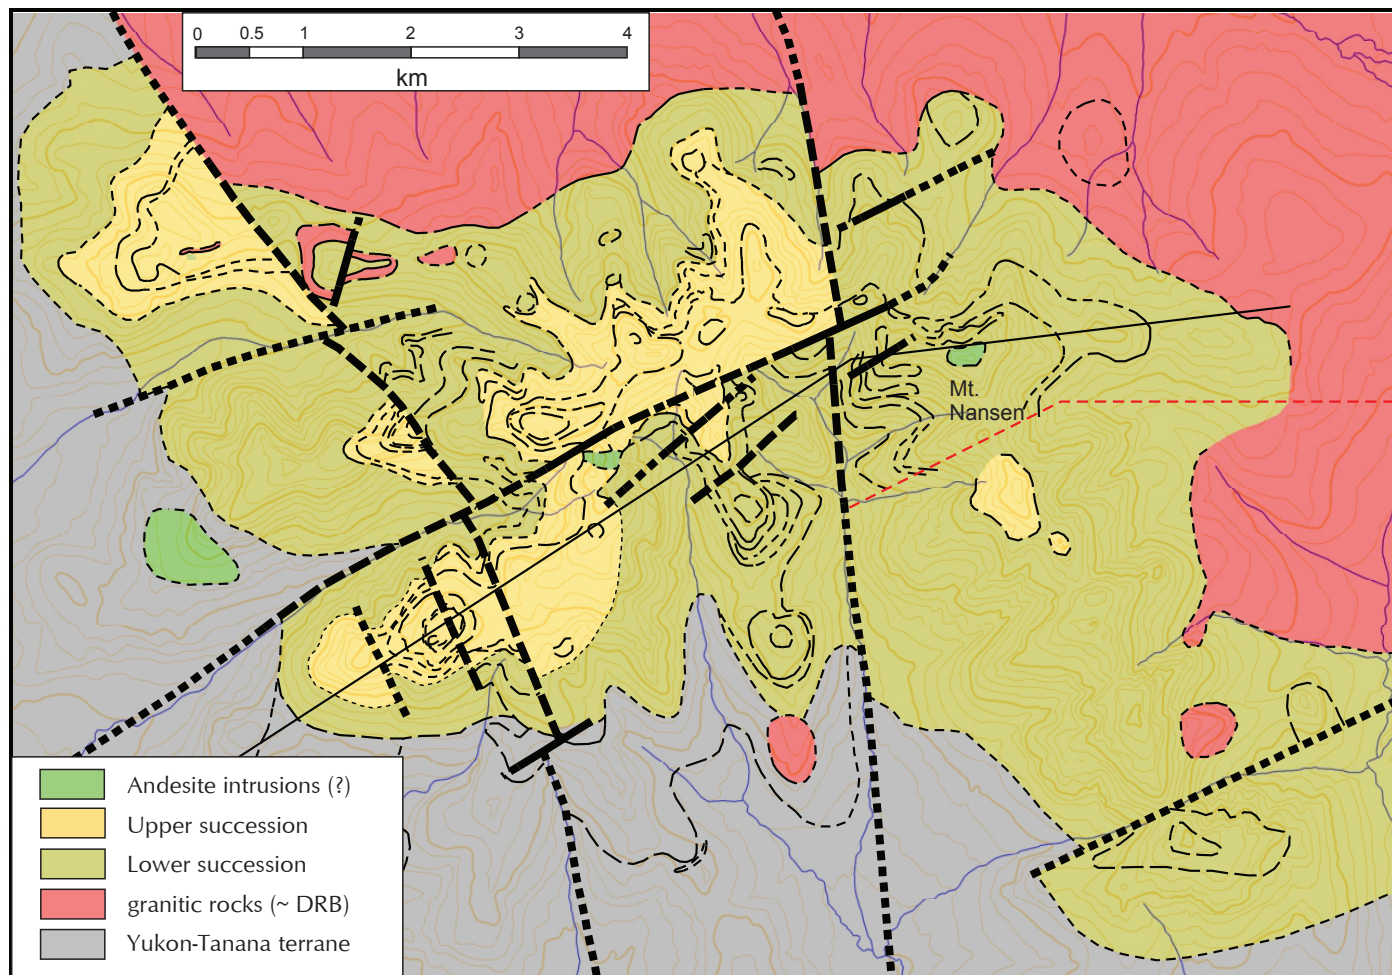 0 0.5 1 2 3 4
km
Mt.
Nansen
Andesite intrusions (?)
Upper succession
Lower succession
granitic rocks (~ DRB)
Yukon-Tanana terrane